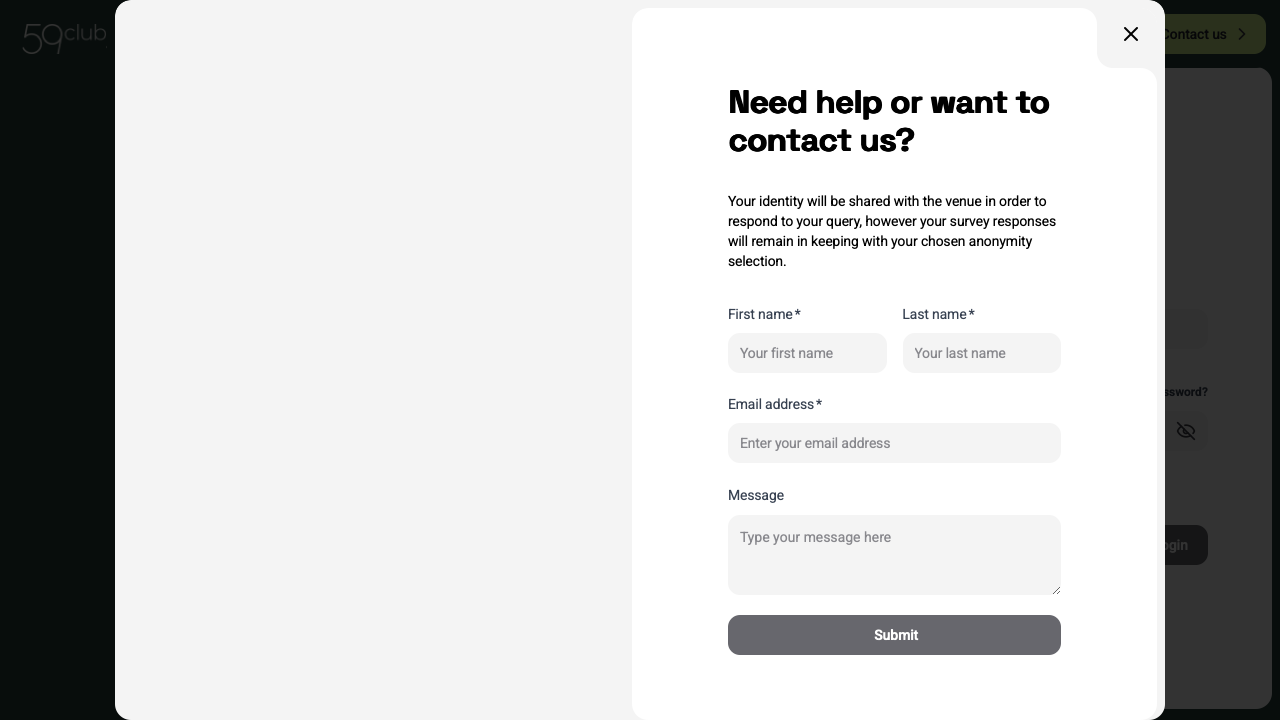 59club
Contact us
Need help or want to
contact us?
Your identity will be shared with the venue in order to
respond to your query, however your survey responses
will remain in keeping with your chosen anonymity
selection.
First name*
Last name*
Your first name
Your last name
Email address*
ssword?
Enter your email address
Message
Type your message here
ogin
Submit